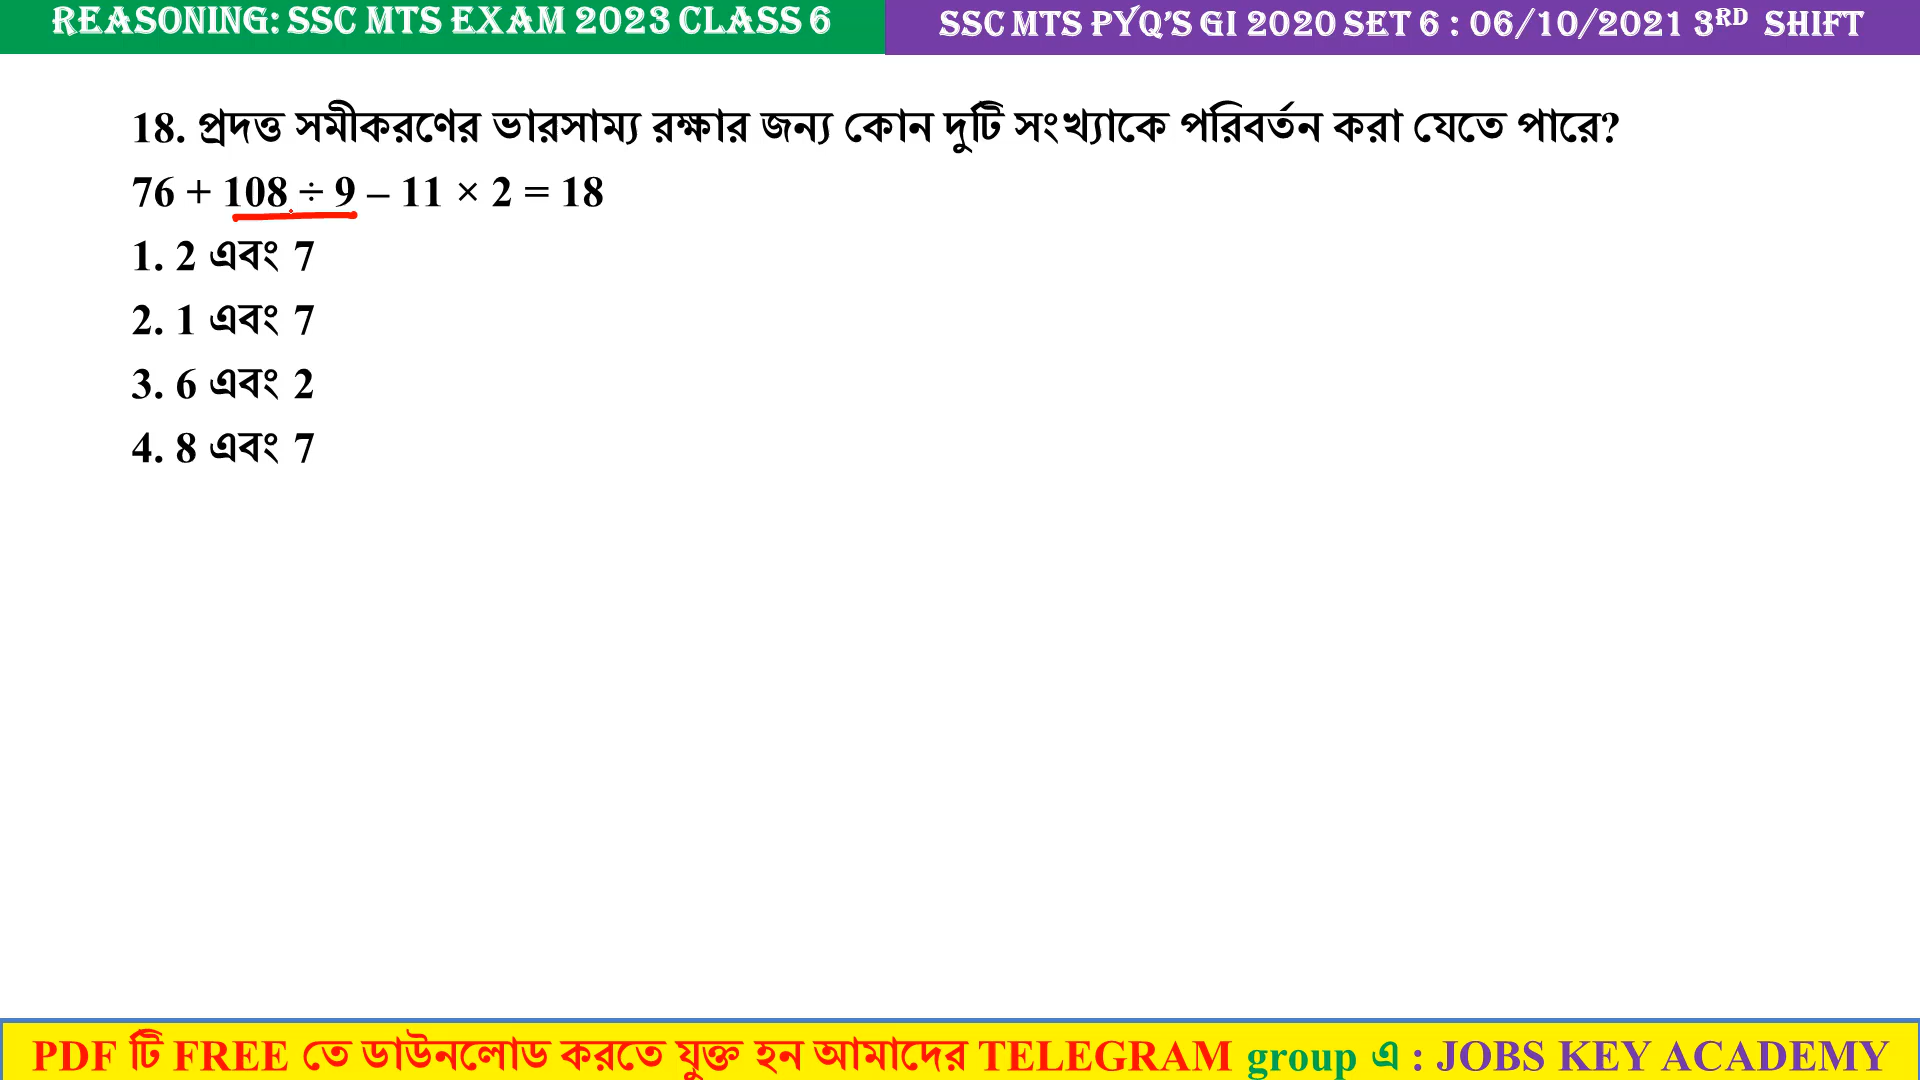 REASONING: SSC MTS EXAM 2023 CLASS 6
SSC MTS PYQ'S GI 2020 SET 6 : 06/10/2021 3RD SHIFT
18. প্রদত্ত সমীকরণের ভারসাম্য রক্ষার জন্য কোন দুটি সংখ্যাকে পরিবর্তন করা যেতে পারে?
76 + 108 ÷ 9 – 11 × 2 = 18
1. 2 এবং 7
2. 1 এবং 7
3. 6 এবং 2
4. 8 এবং 7
PDF টি FREE তে ডাউনলোড করতে যুক্ত হন আমাদের TELEGRAM group এ : JOBS KEY ACADEMY